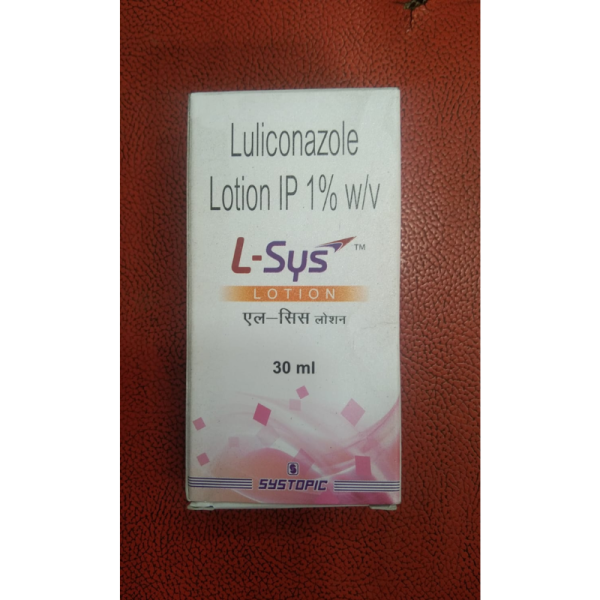 Luliconazole
Lotion IP 1% w/v
L-Sys™
LOTION
एल-सिस लोशन
30 ml
S
SYSTOPIC